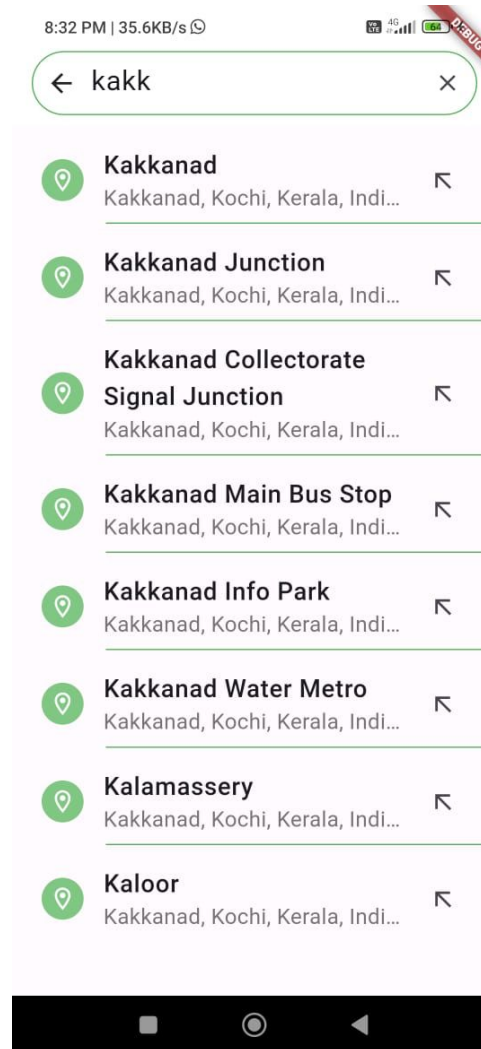 8:32 PM | 35.6KB/s
Vo LTE 4G 64
DEBUG
kakk
Kakkanad
Kakkanad, Kochi, Kerala, Indi...
Kakkanad Junction
Kakkanad, Kochi, Kerala, Indi...
Kakkanad Collectorate
Signal Junction
Kakkanad, Kochi, Kerala, Indi...
Kakkanad Main Bus Stop
Kakkanad, Kochi, Kerala, Indi...
Kakkanad Info Park
Kakkanad, Kochi, Kerala, Indi...
Kakkanad Water Metro
Kakkanad, Kochi, Kerala, Indi...
Kalamassery
Kakkanad, Kochi, Kerala, Indi...
Kaloor
Kakkanad, Kochi, Kerala, Indi...